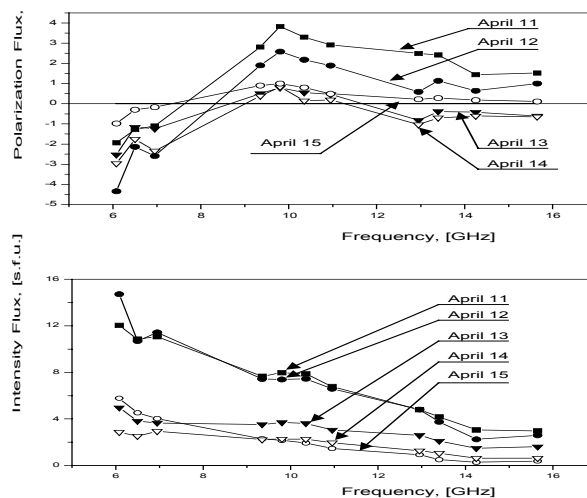 Polarization Flux,
4
3
2
1
0
-1
-2
-3
-4
-5
April 11
April 12
April 15
April 13
April 14
6
8
10
12
14
16
Frequency, [GHz]
Intensity Flux, [s.f.u.]
16
12
8
4
0
April 11
April 12
April 13
April 14
April 15
6
8
10
12
14
16
Frequency, [GHz]